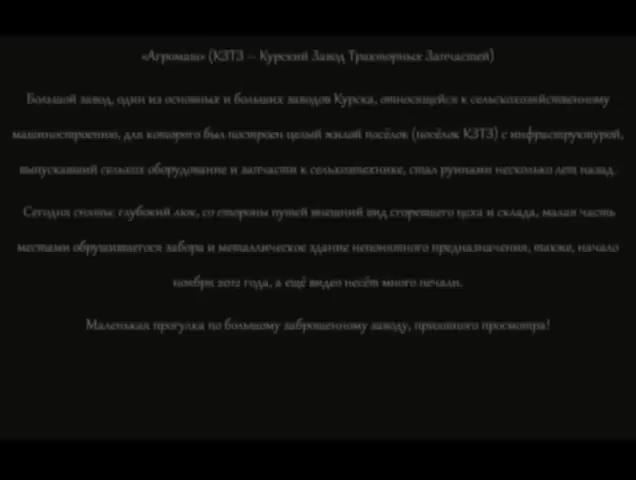 «Агромаш» (КЗТЗ – Курский Завод Тракторных Запчастей)
Большой завод, один из основных и больших заводов Курска, относящейся к сельскохозяйственному
машиностроению, для которого был построен целый жилой посёлок (посёлок КЗТЗ) с инфраструктурой,
выпускавший сельхоз оборудование и запчасти к сельхозтехнике, стал руинами несколько лет назад.
Сегодня сняты: глубокий люк, со стороны путей внешний вид сгоревшего цеха и склада, малая часть
местами обрушившегося забора и металлическое здание непонятного предназначения, также, начало
ноября 2012 года, а ещё видео несёт много печали.
Маленькая прогулка по большому заброшенному заводу, приятного просмотра!